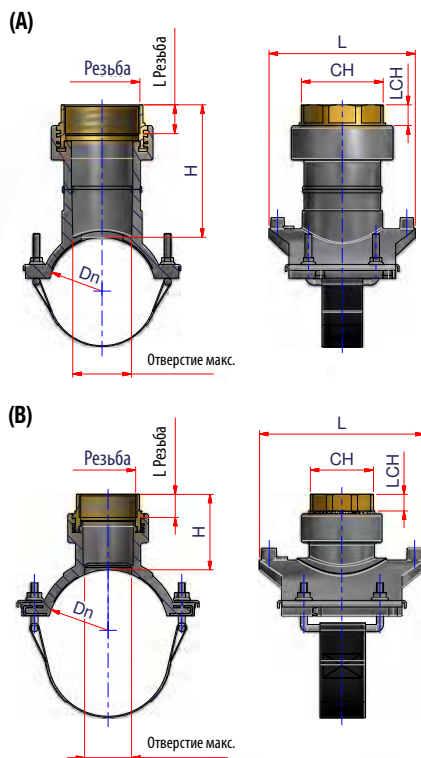 (A)
Резьба
L Резьба
H
Dn
Отверстие макс.
L
CH
LCH
(B)
Резьба
L Резьба
H
Dn
Отверстие макс.
L
CH
LCH